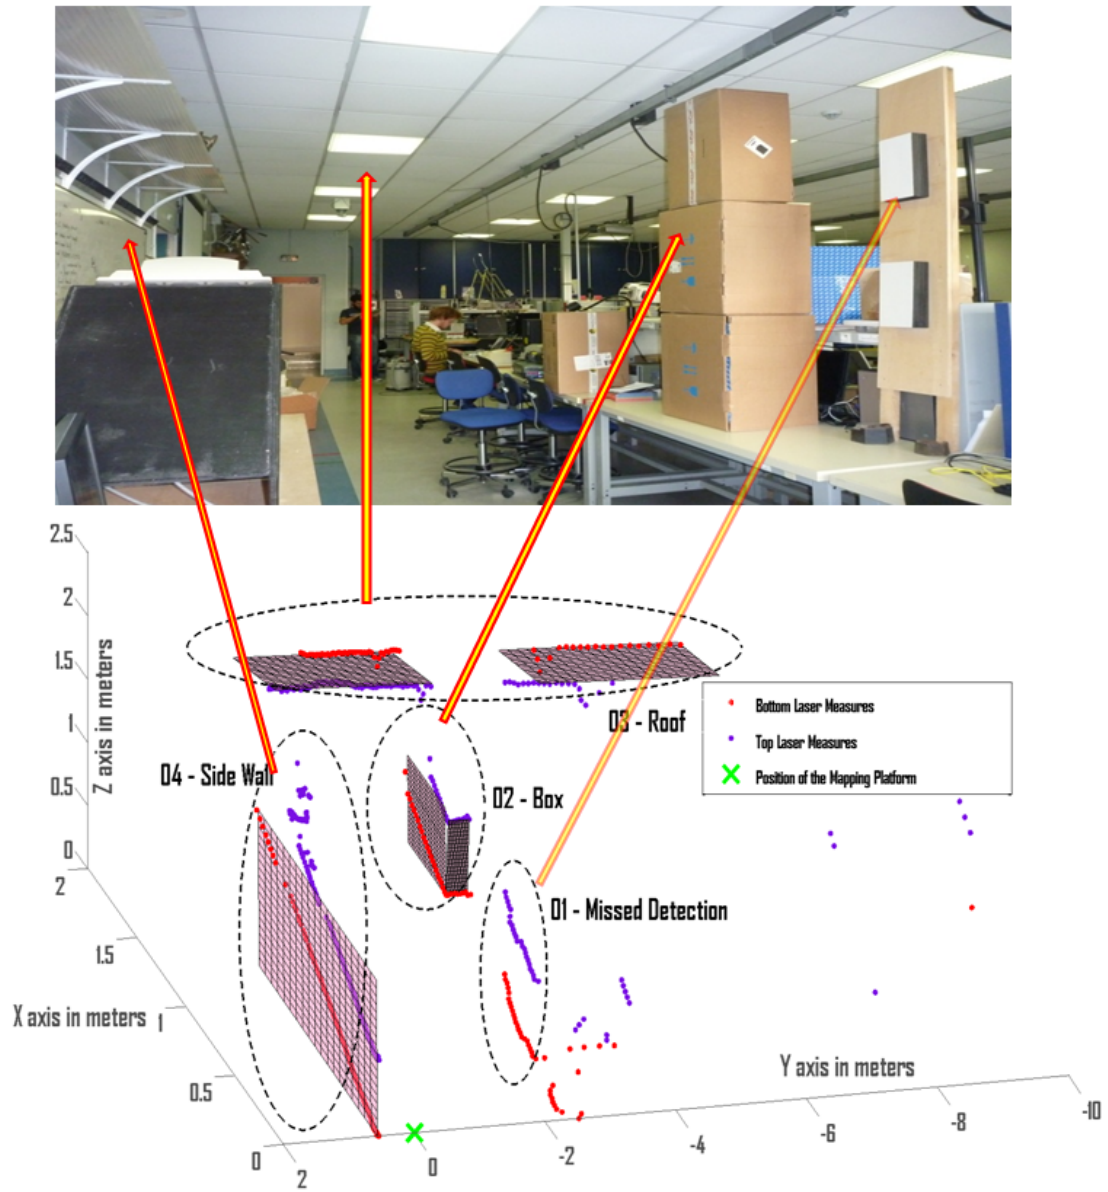 2.5
2
1.5
1
0.5
0
Z axis in meters
03 - Roof
Bottom Laser Measures
Top Laser Measures
Position of the Mapping Platform
04 - Side Wall
02 - Box
01 - Missed Detection
2
1.5
X axis in meters
1
0.5
0
Y axis in meters
2
0
-2
-4
-6
-8
-10